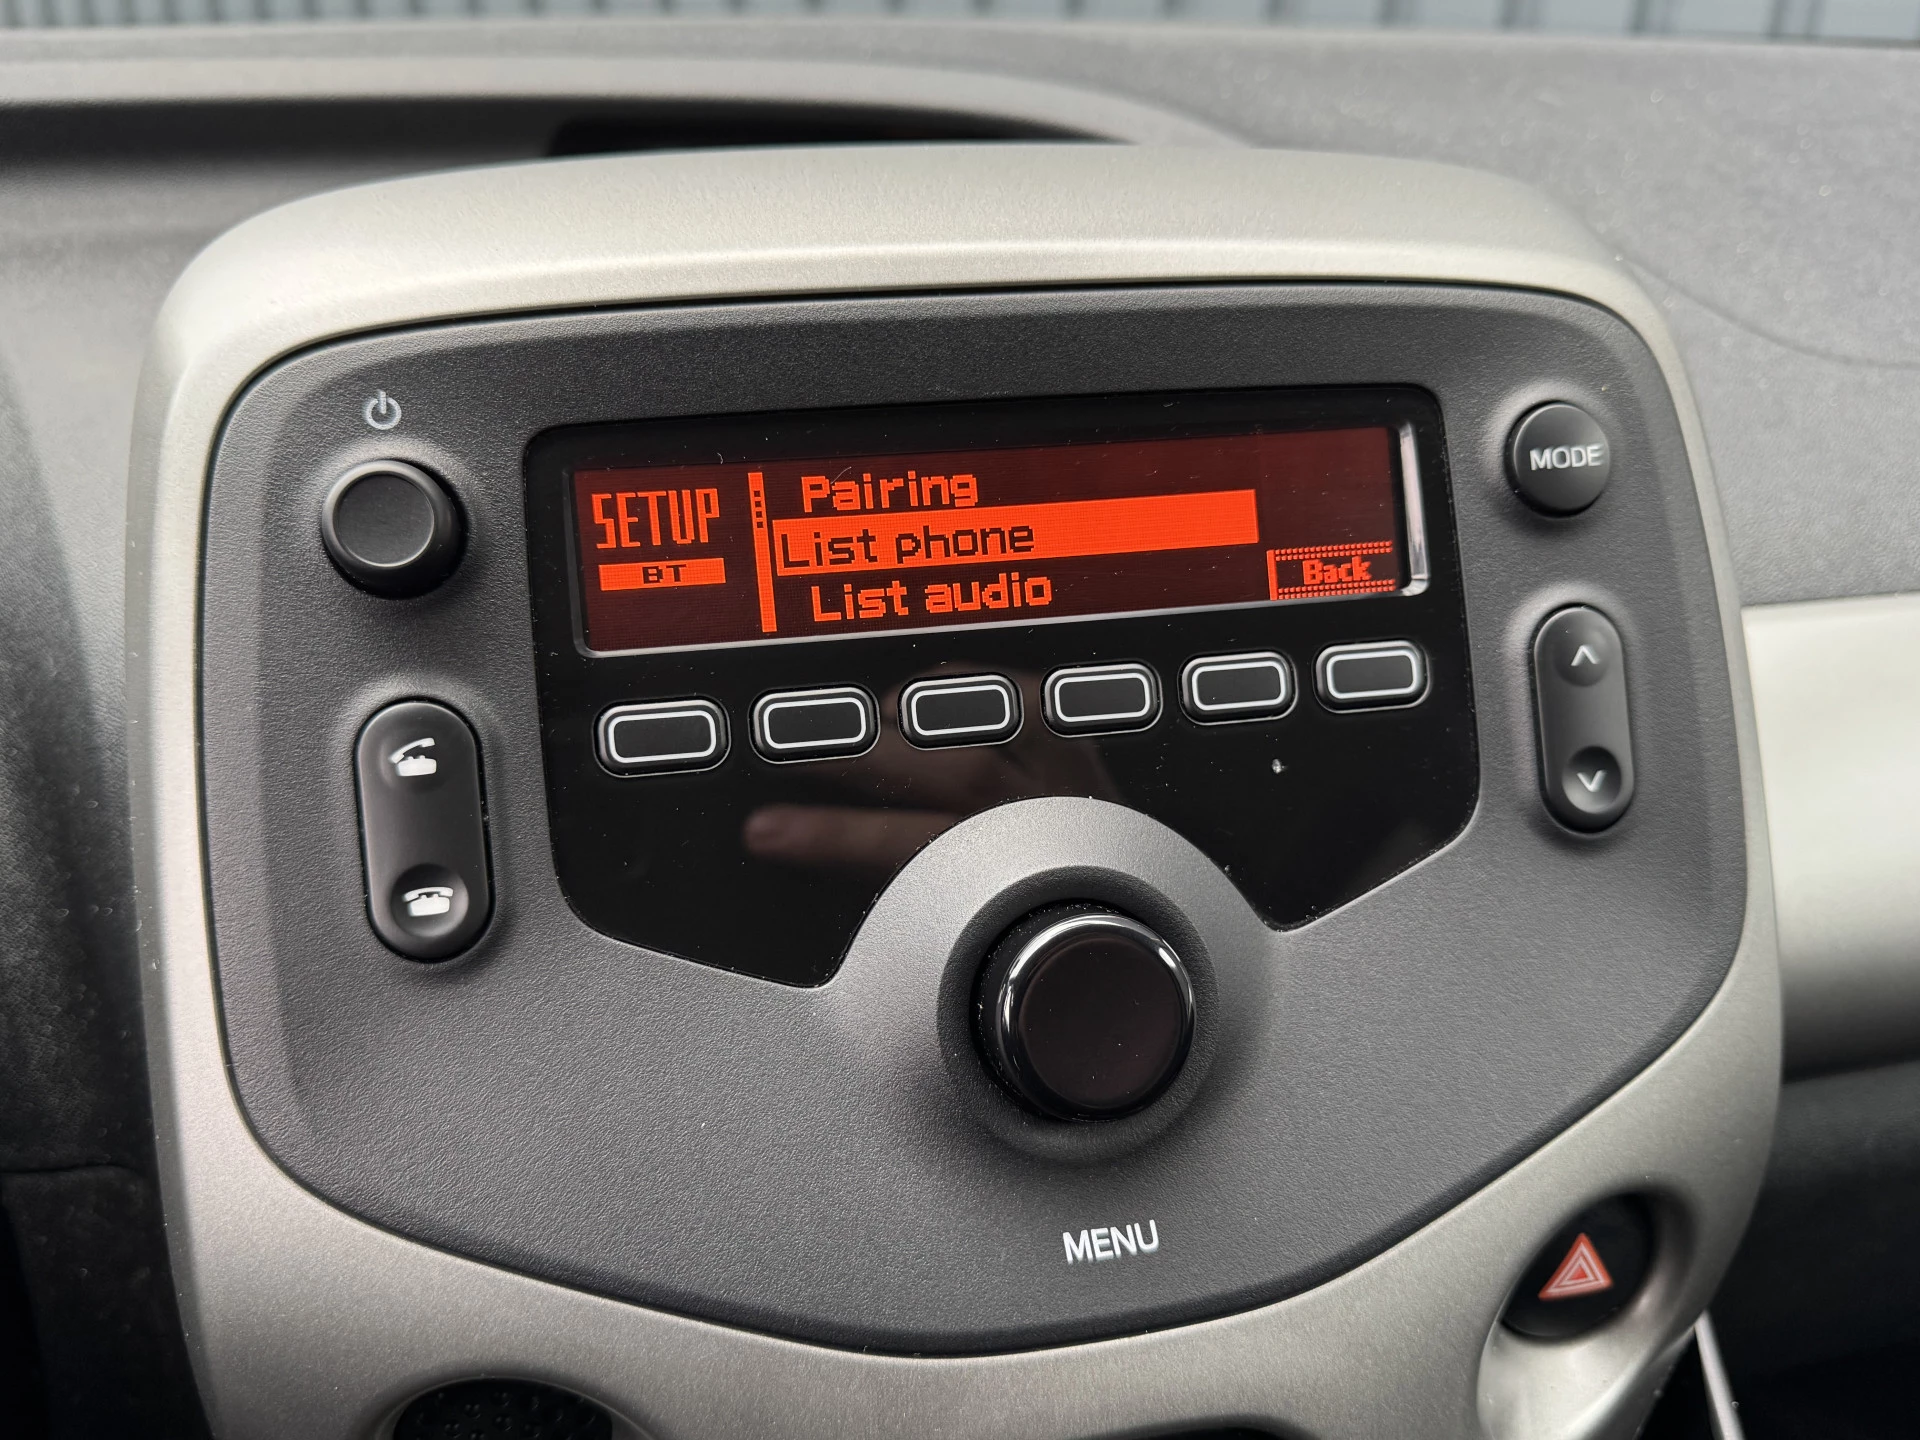 SETUP
BT
Pairing
List phone
List audio
Back
MODE
MENU